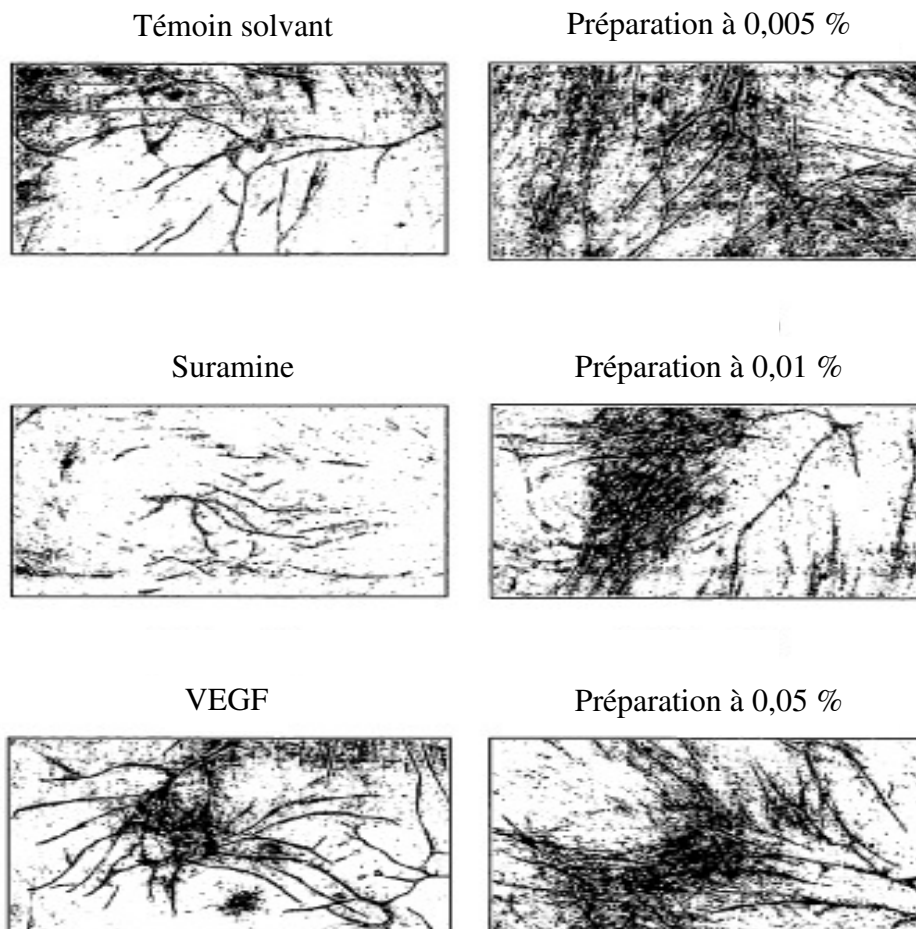 Témoin solvant
Préparation à 0,005 %
Suramine
Préparation à 0,01 %
VEGF
Préparation à 0,05 %